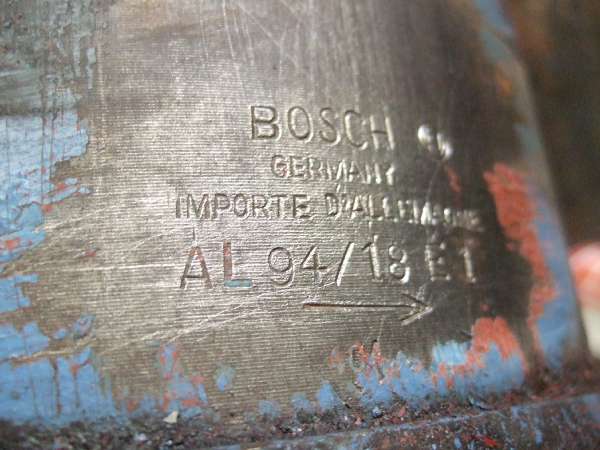 BOSCH
GERMANY
IMPORTE D'ALLEMAGNE
AL 94/18 E1